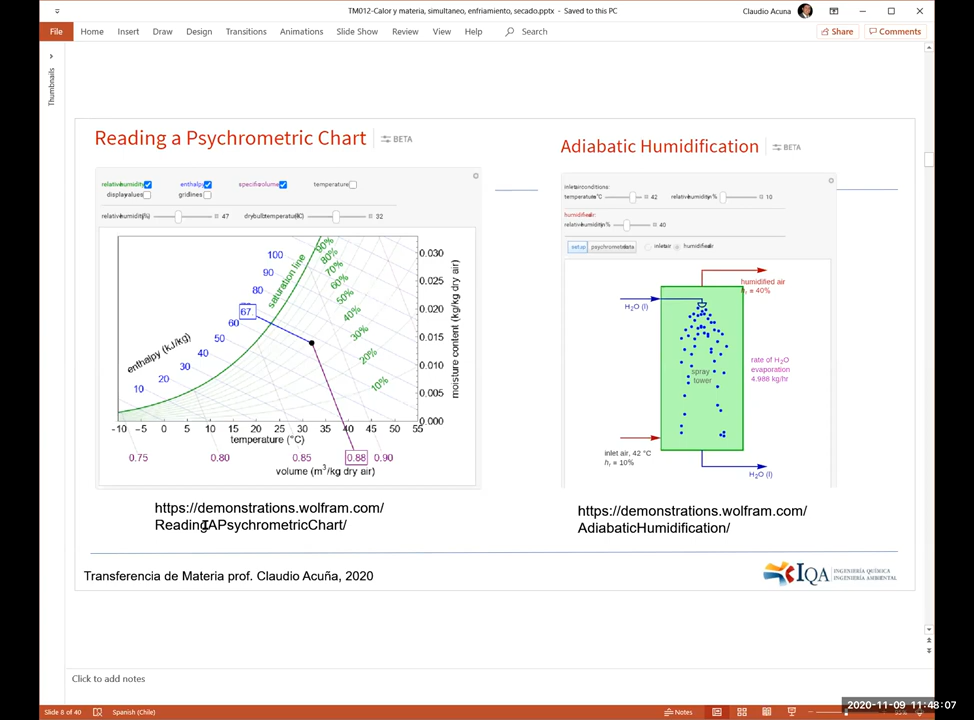 TM012-Calor y materia, simultaneo, enfriamiento, secado.pptx - Saved to this PC
Claudio Acuna
File Home Insert Draw Design Transitions Animations Slide Show Review View Help Search Share Comments
Thumbnails
Reading a Psychrometric Chart BETA
relative humidity enthalpy specific volume temperature
display values gridlines
relative humidity (%) 47 dry bulb temperature (°C) 32
saturation line
90%
80%
70%
60%
50%
40%
30%
20%
10%
100
90
80
67
60
50
40
30
20
10
enthalpy (kJ/kg)
0.030
0.025
0.020
0.015
0.010
0.005
0.000
moisture content (kg/kg dry air)
-10 -5 0 5 10 15 20 25 30 35 40 45 50 55
temperature (°C)
0.75 0.80 0.85 0.88 0.90
volume (m³/kg dry air)
https://demonstrations.wolfram.com/
ReadingAPsychrometricChart/
Adiabatic Humidification BETA
inlet air conditions:
temperature °C 42 relative humidity % 10
humidified air:
relative humidity % 40
setup psychrometric data inlet air humidified air
humidified air
hr = 40%
H₂O (l)
spray
tower
rate of H₂O
evaporation
4.988 kg/hr
inlet air, 42 °C
hr = 10%
H₂O (l)
https://demonstrations.wolfram.com/
AdiabaticHumidification/
Transferencia de Materia prof. Claudio Acuña, 2020
IQA INGENIERÍA QUÍMICA
INGENIERÍA AMBIENTAL
Click to add notes
Slide 8 of 40 Spanish (Chile) Notes
2020-11-09 11:48:07